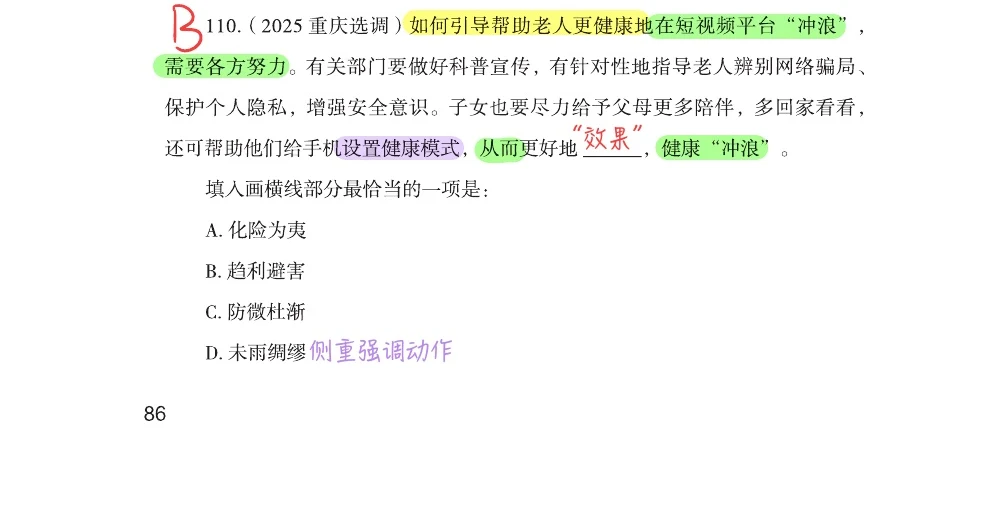 B 110.（2025 重庆选调）如何引导帮助老人更健康地在短视频平台“冲浪”，
需要各方努力。有关部门要做好科普宣传，有针对性地指导老人辨别网络骗局、
保护个人隐私，增强安全意识。子女也要尽力给予父母更多陪伴，多回家看看，
还可帮助他们给手机设置健康模式，从而更好地“效果”______，健康“冲浪”。
填入画横线部分最恰当的一项是：
A. 化险为夷
B. 趋利避害
C. 防微杜渐
D. 未雨绸缪 侧重强调动作
86